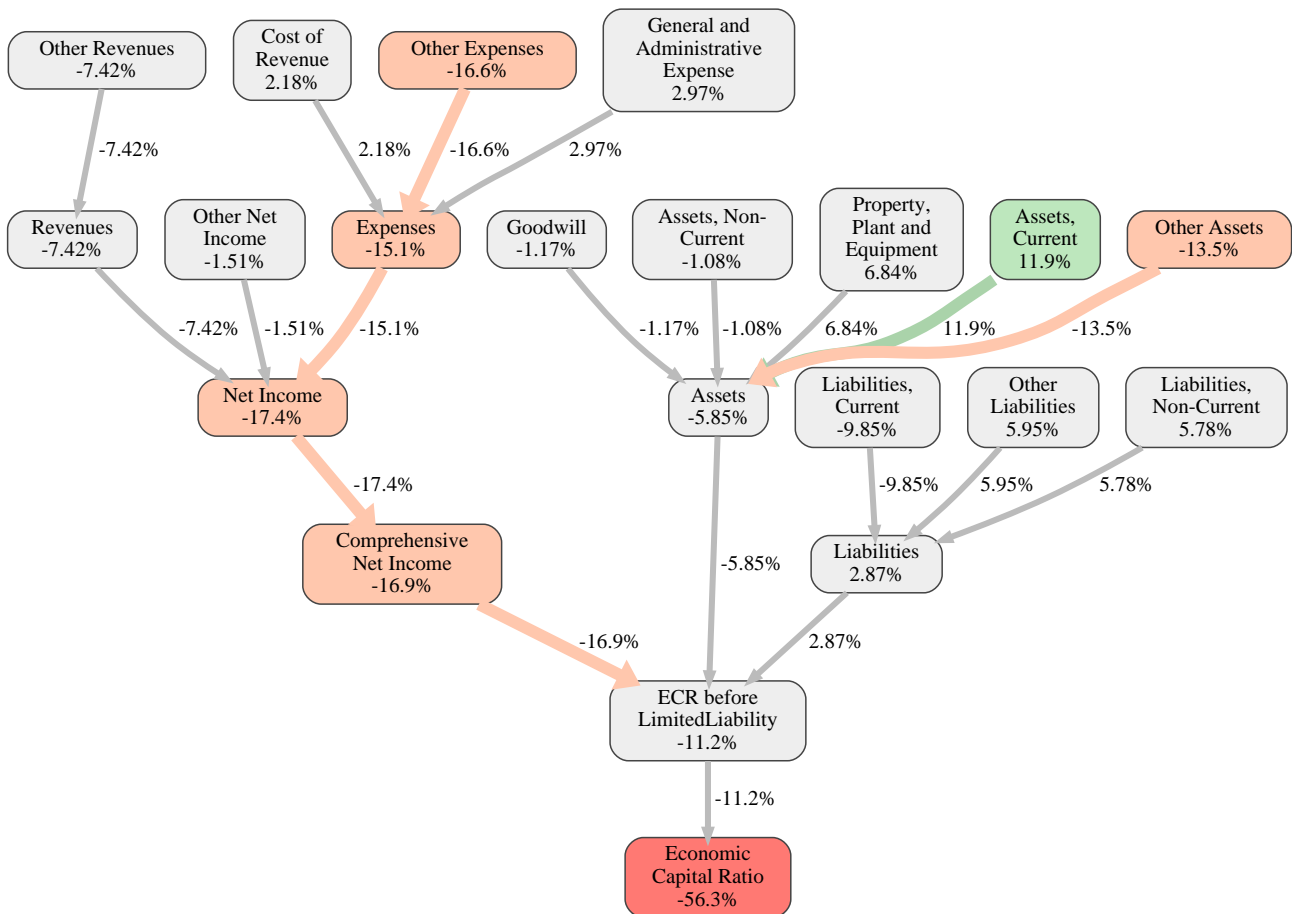 Other Revenues
-7.42%
Cost of
Revenue
2.18%
Other Expenses
-16.6%
General and
Administrative
Expense
2.97%
-7.42%
2.18%
-16.6%
2.97%
Revenues
-7.42%
Other Net
Income
-1.51%
Expenses
-15.1%
Goodwill
-1.17%
Assets, Non-
Current
-1.08%
Property,
Plant and
Equipment
6.84%
Assets,
Current
11.9%
Other Assets
-13.5%
-7.42%
-1.51%
-15.1%
-1.17%
-1.08%
6.84%
11.9%
-13.5%
Net Income
-17.4%
Assets
-5.85%
Liabilities,
Current
-9.85%
Other
Liabilities
5.95%
Liabilities,
Non-Current
5.78%
-17.4%
-9.85%
5.95%
5.78%
Comprehensive
Net Income
-16.9%
-5.85%
Liabilities
2.87%
-16.9%
2.87%
ECR before
LimitedLiability
-11.2%
-11.2%
Economic
Capital Ratio
-56.3%